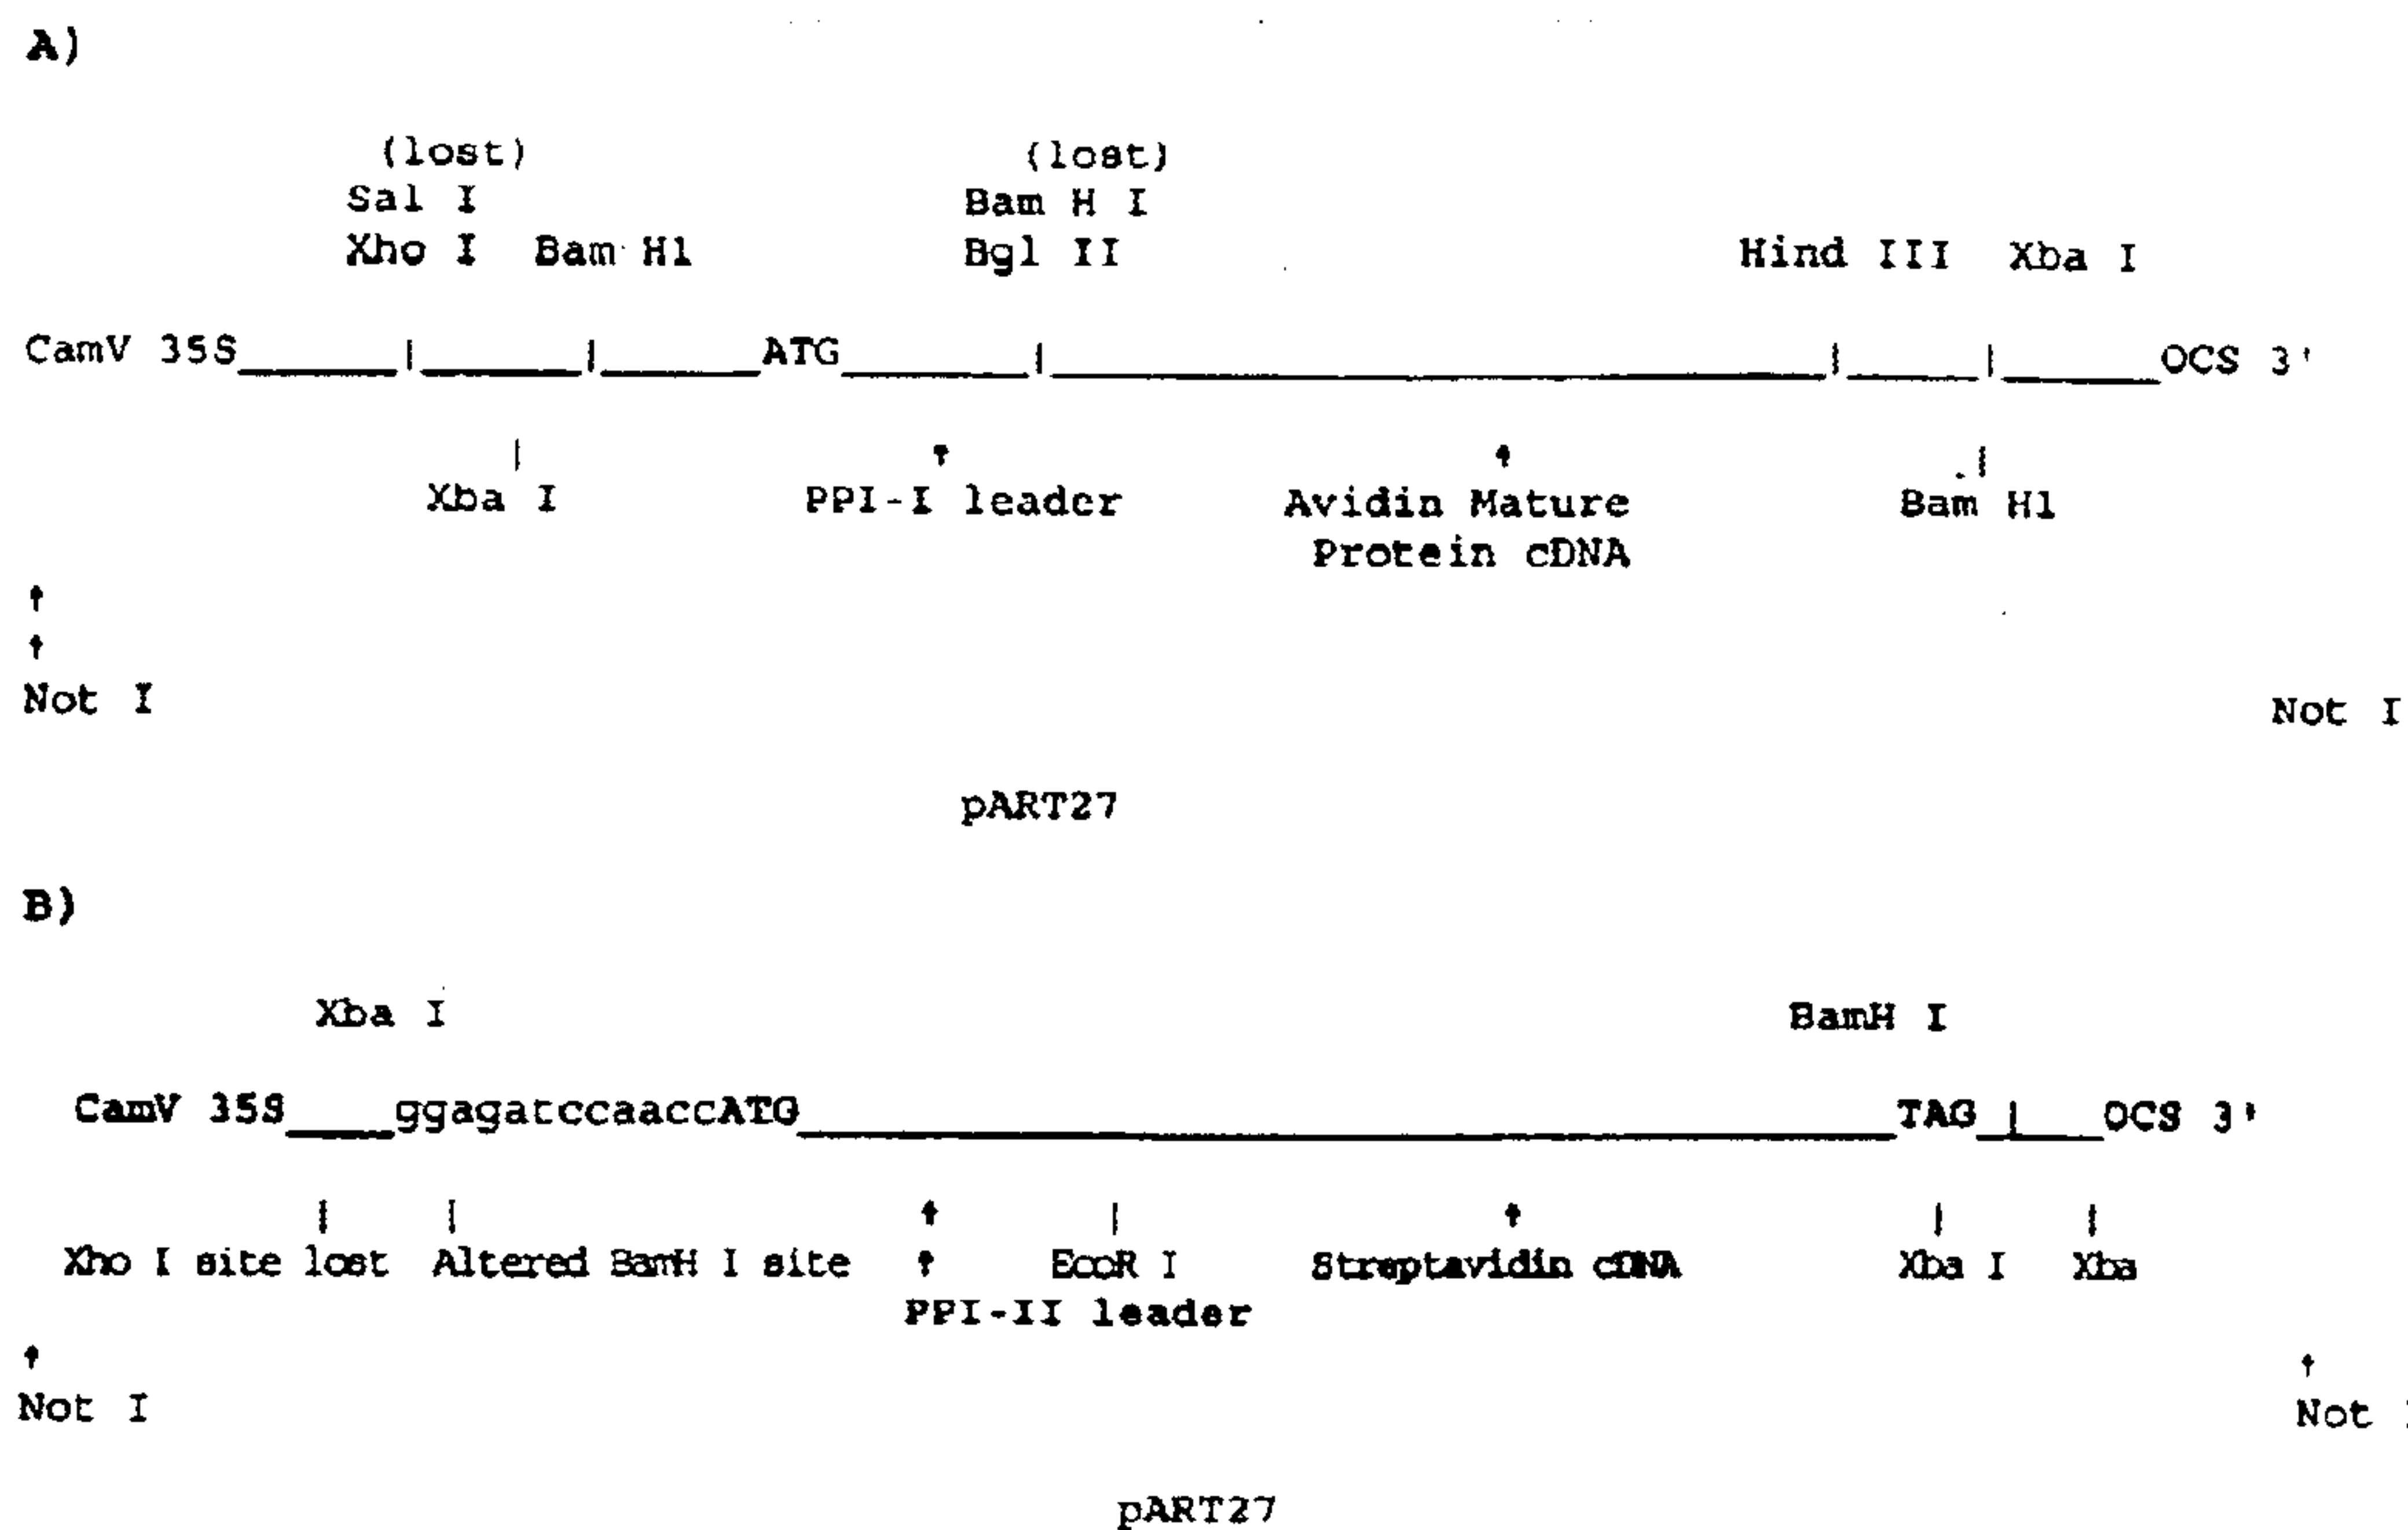 A)
(lost) (lost)
Sal I Bam H I
Xho I Bam H1 Bgl II Hind III Xba I
CamV 35S ATG OCS 3'
Xba I PPI-I leader Avidin Mature Bam H1
Protein cDNA
Not I Not I
pART27
B)
Xba I BamH I
CamV 35S ggagatccaaccATG TAG OCS 3'
Xho I site lost Altered BamH I site EcoR I Streptavidin cDNA Xba I Xba
PPI-II leader
Not I Not I
pART27